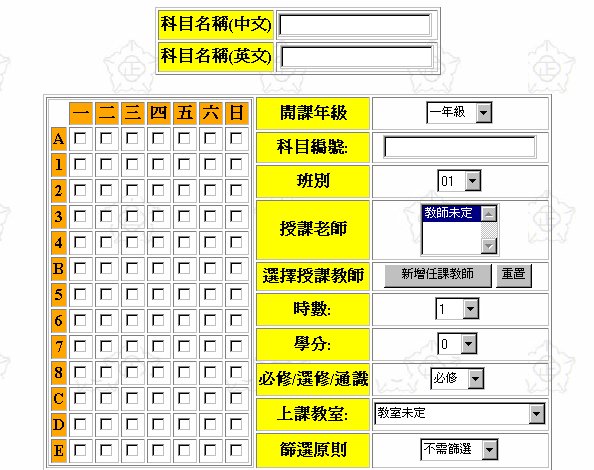 科目名稱(中文)
科目名稱(英文)
一 二 三 四 五 六 日
A
1
2
3
4
B
5
6
7
8
C
D
E
開課年級 一年級
科目編號:
班別 01
授課老師 教師未定
選擇授課教師 新增任課教師 重置
時數: 1
學分: 0
必修/選修/通識 必修
上課教室: 教室未定
篩選原則 不需篩選